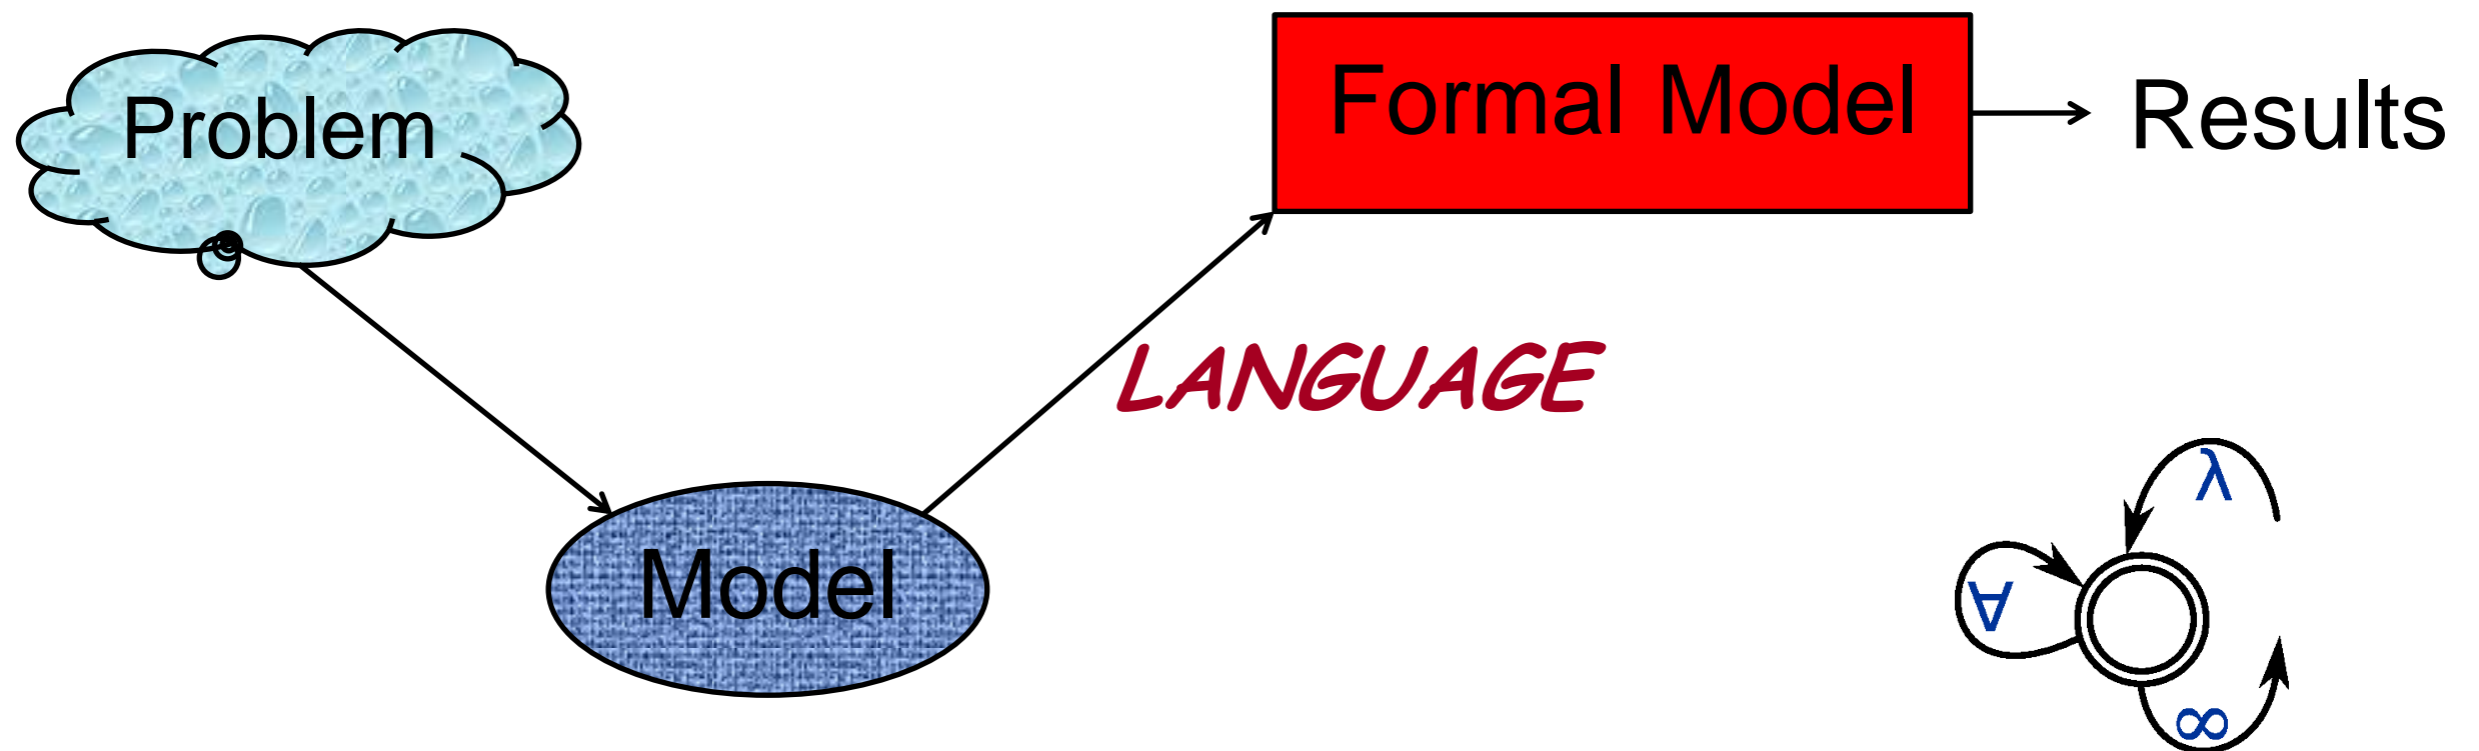 Problem
Formal Model
Results
LANGUAGE
Model
λ
∀
∞